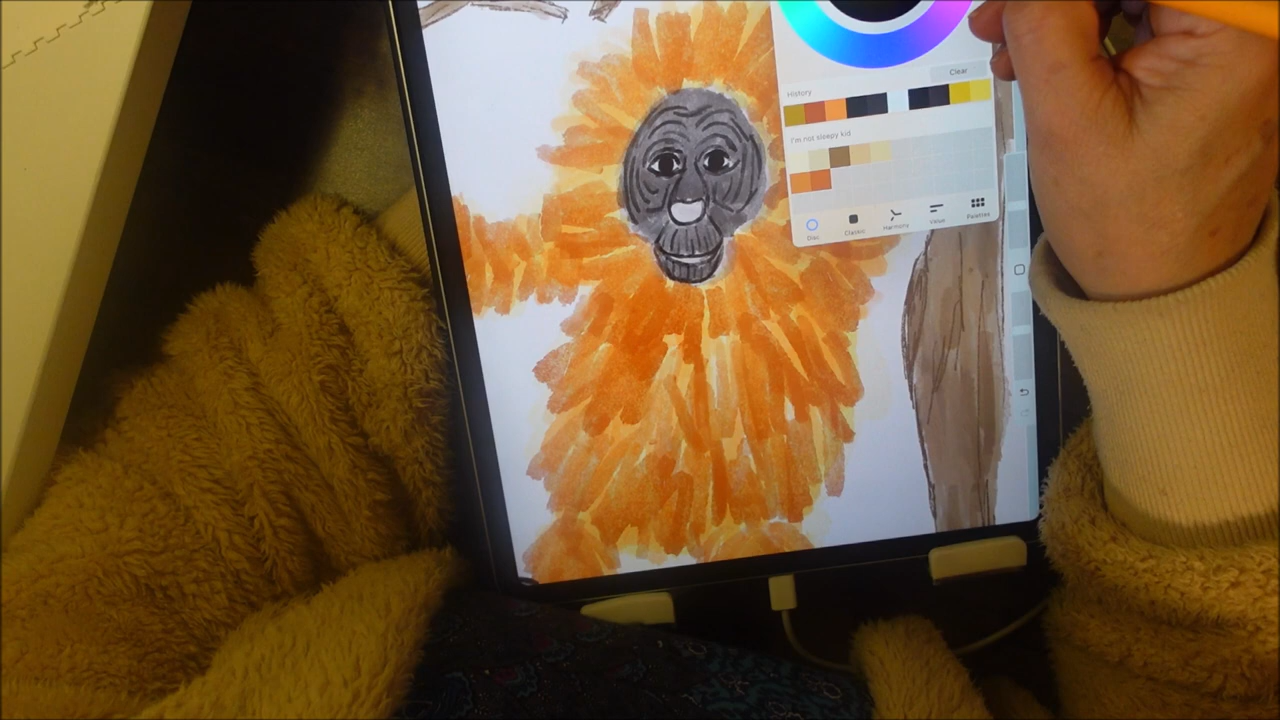 Clear
History
I'm not sleepy kid
Disc
Classic
Harmony
Value
Palettes